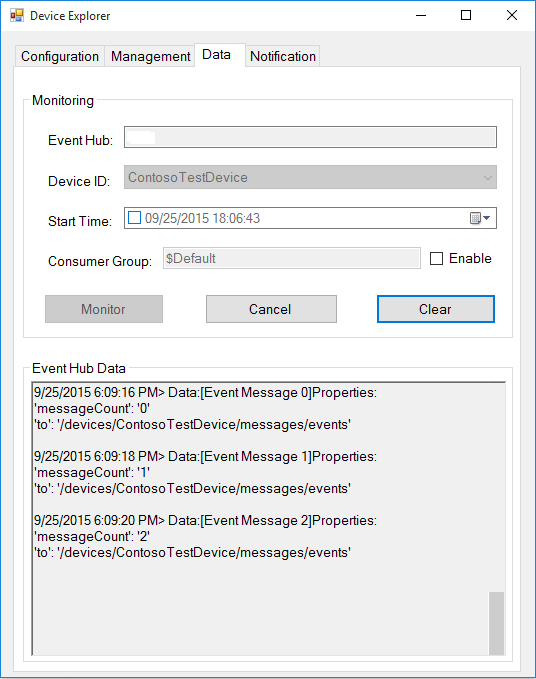 Device Explorer
Configuration Management Data Notification
Monitoring
Event Hub:
Device ID: ContosoTestDevice
Start Time: 09/25/2015 18:06:43
Consumer Group: $Default Enable
Monitor Cancel Clear
Event Hub Data
9/25/2015 6:09:16 PM> Data:[Event Message 0]Properties:
'messageCount': '0'
'to': '/devices/ContosoTestDevice/messages/events'
9/25/2015 6:09:18 PM> Data:[Event Message 1]Properties:
'messageCount': '1'
'to': '/devices/ContosoTestDevice/messages/events'
9/25/2015 6:09:20 PM> Data:[Event Message 2]Properties:
'messageCount': '2'
'to': '/devices/ContosoTestDevice/messages/events'